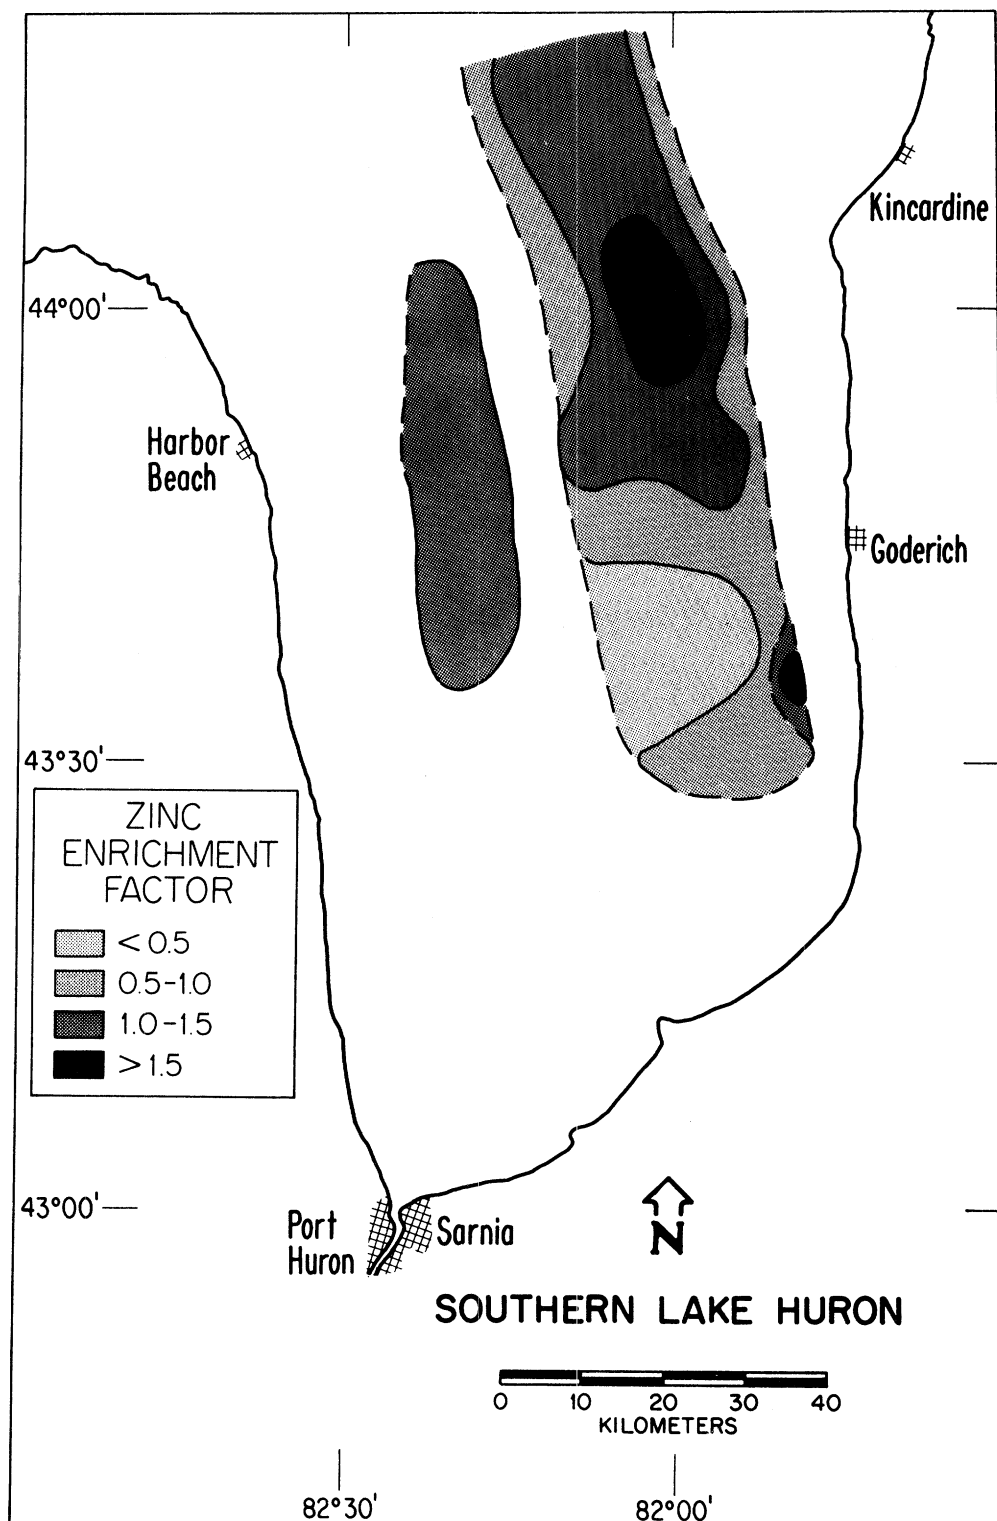 Kincardine
44°00'
Harbor
Beach
Goderich
43°30'
ZINC
ENRICHMENT
FACTOR
< 0.5
0.5-1.0
1.0-1.5
> 1.5
43°00'
Port
Huron
Sarnia
N
SOUTHERN LAKE HURON
0 10 20 30 40
KILOMETERS
82°30' 82°00'